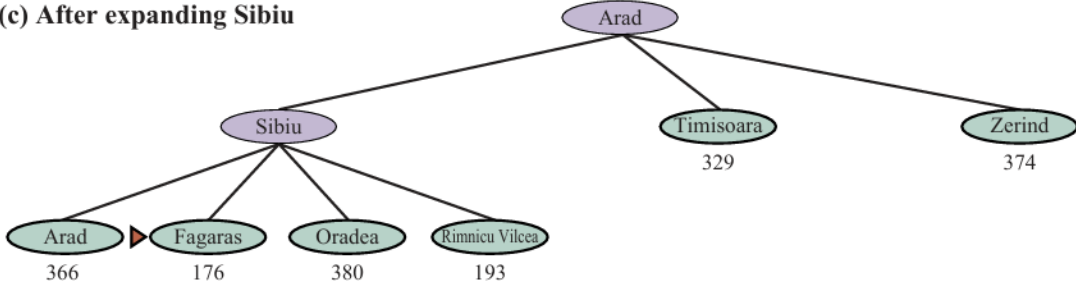 (c) After expanding Sibiu
Arad
Sibiu
Timisoara
Zerind
329
374
Arad
Fagaras
Oradea
Rimnicu Vilcea
366
176
380
193